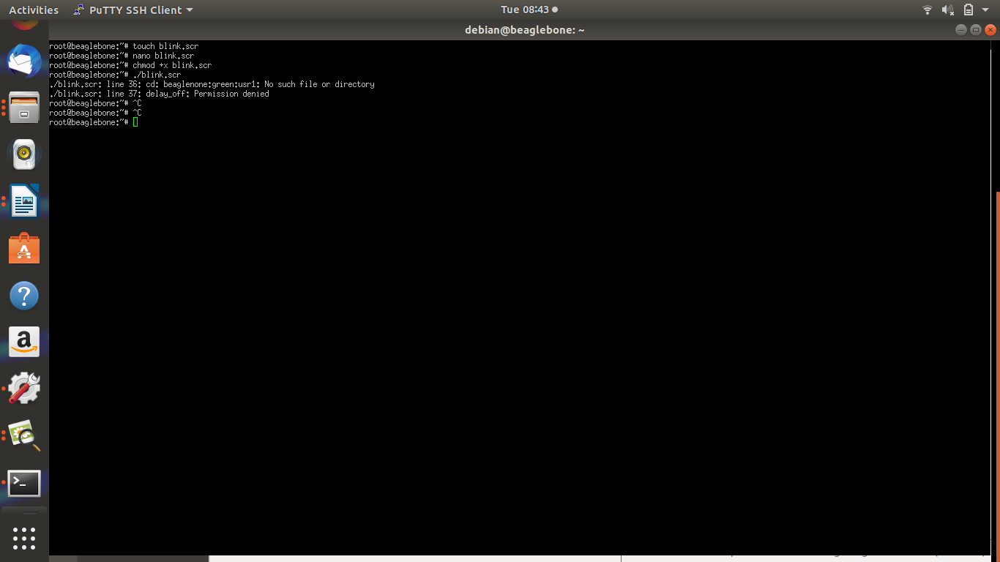 Activities PuTTY SSH Client Tue 08:43
debian@beaglebone: ~
root@beaglebone:~# touch blink.scr
root@beaglebone:~# nano blink.scr
root@beaglebone:~# chmod +x blink.scr
root@beaglebone:~# ./blink.scr
./blink.scr: line 36: cd: beaglenone:green:usr1: No such file or directory
./blink.scr: line 37: delay_off: Permission denied
root@beaglebone:~# ^C
root@beaglebone:~# ^C
root@beaglebone:~#